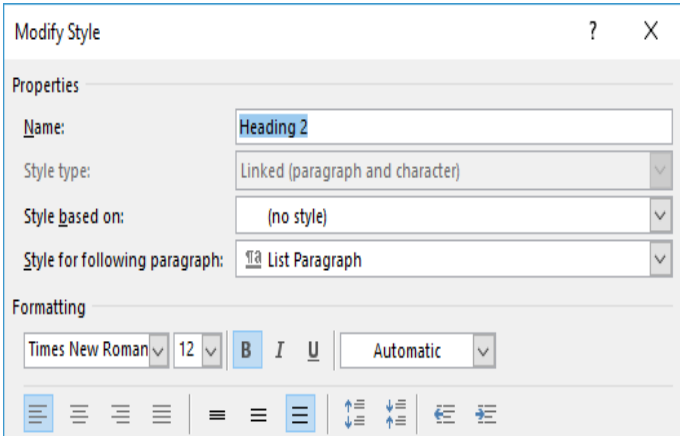 Modify Style ? X
Properties
Name: Heading 2
Style type: Linked (paragraph and character)
Style based on: (no style)
Style for following paragraph: ¶a List Paragraph
Formatting
Times New Roman 12 B I U Automatic